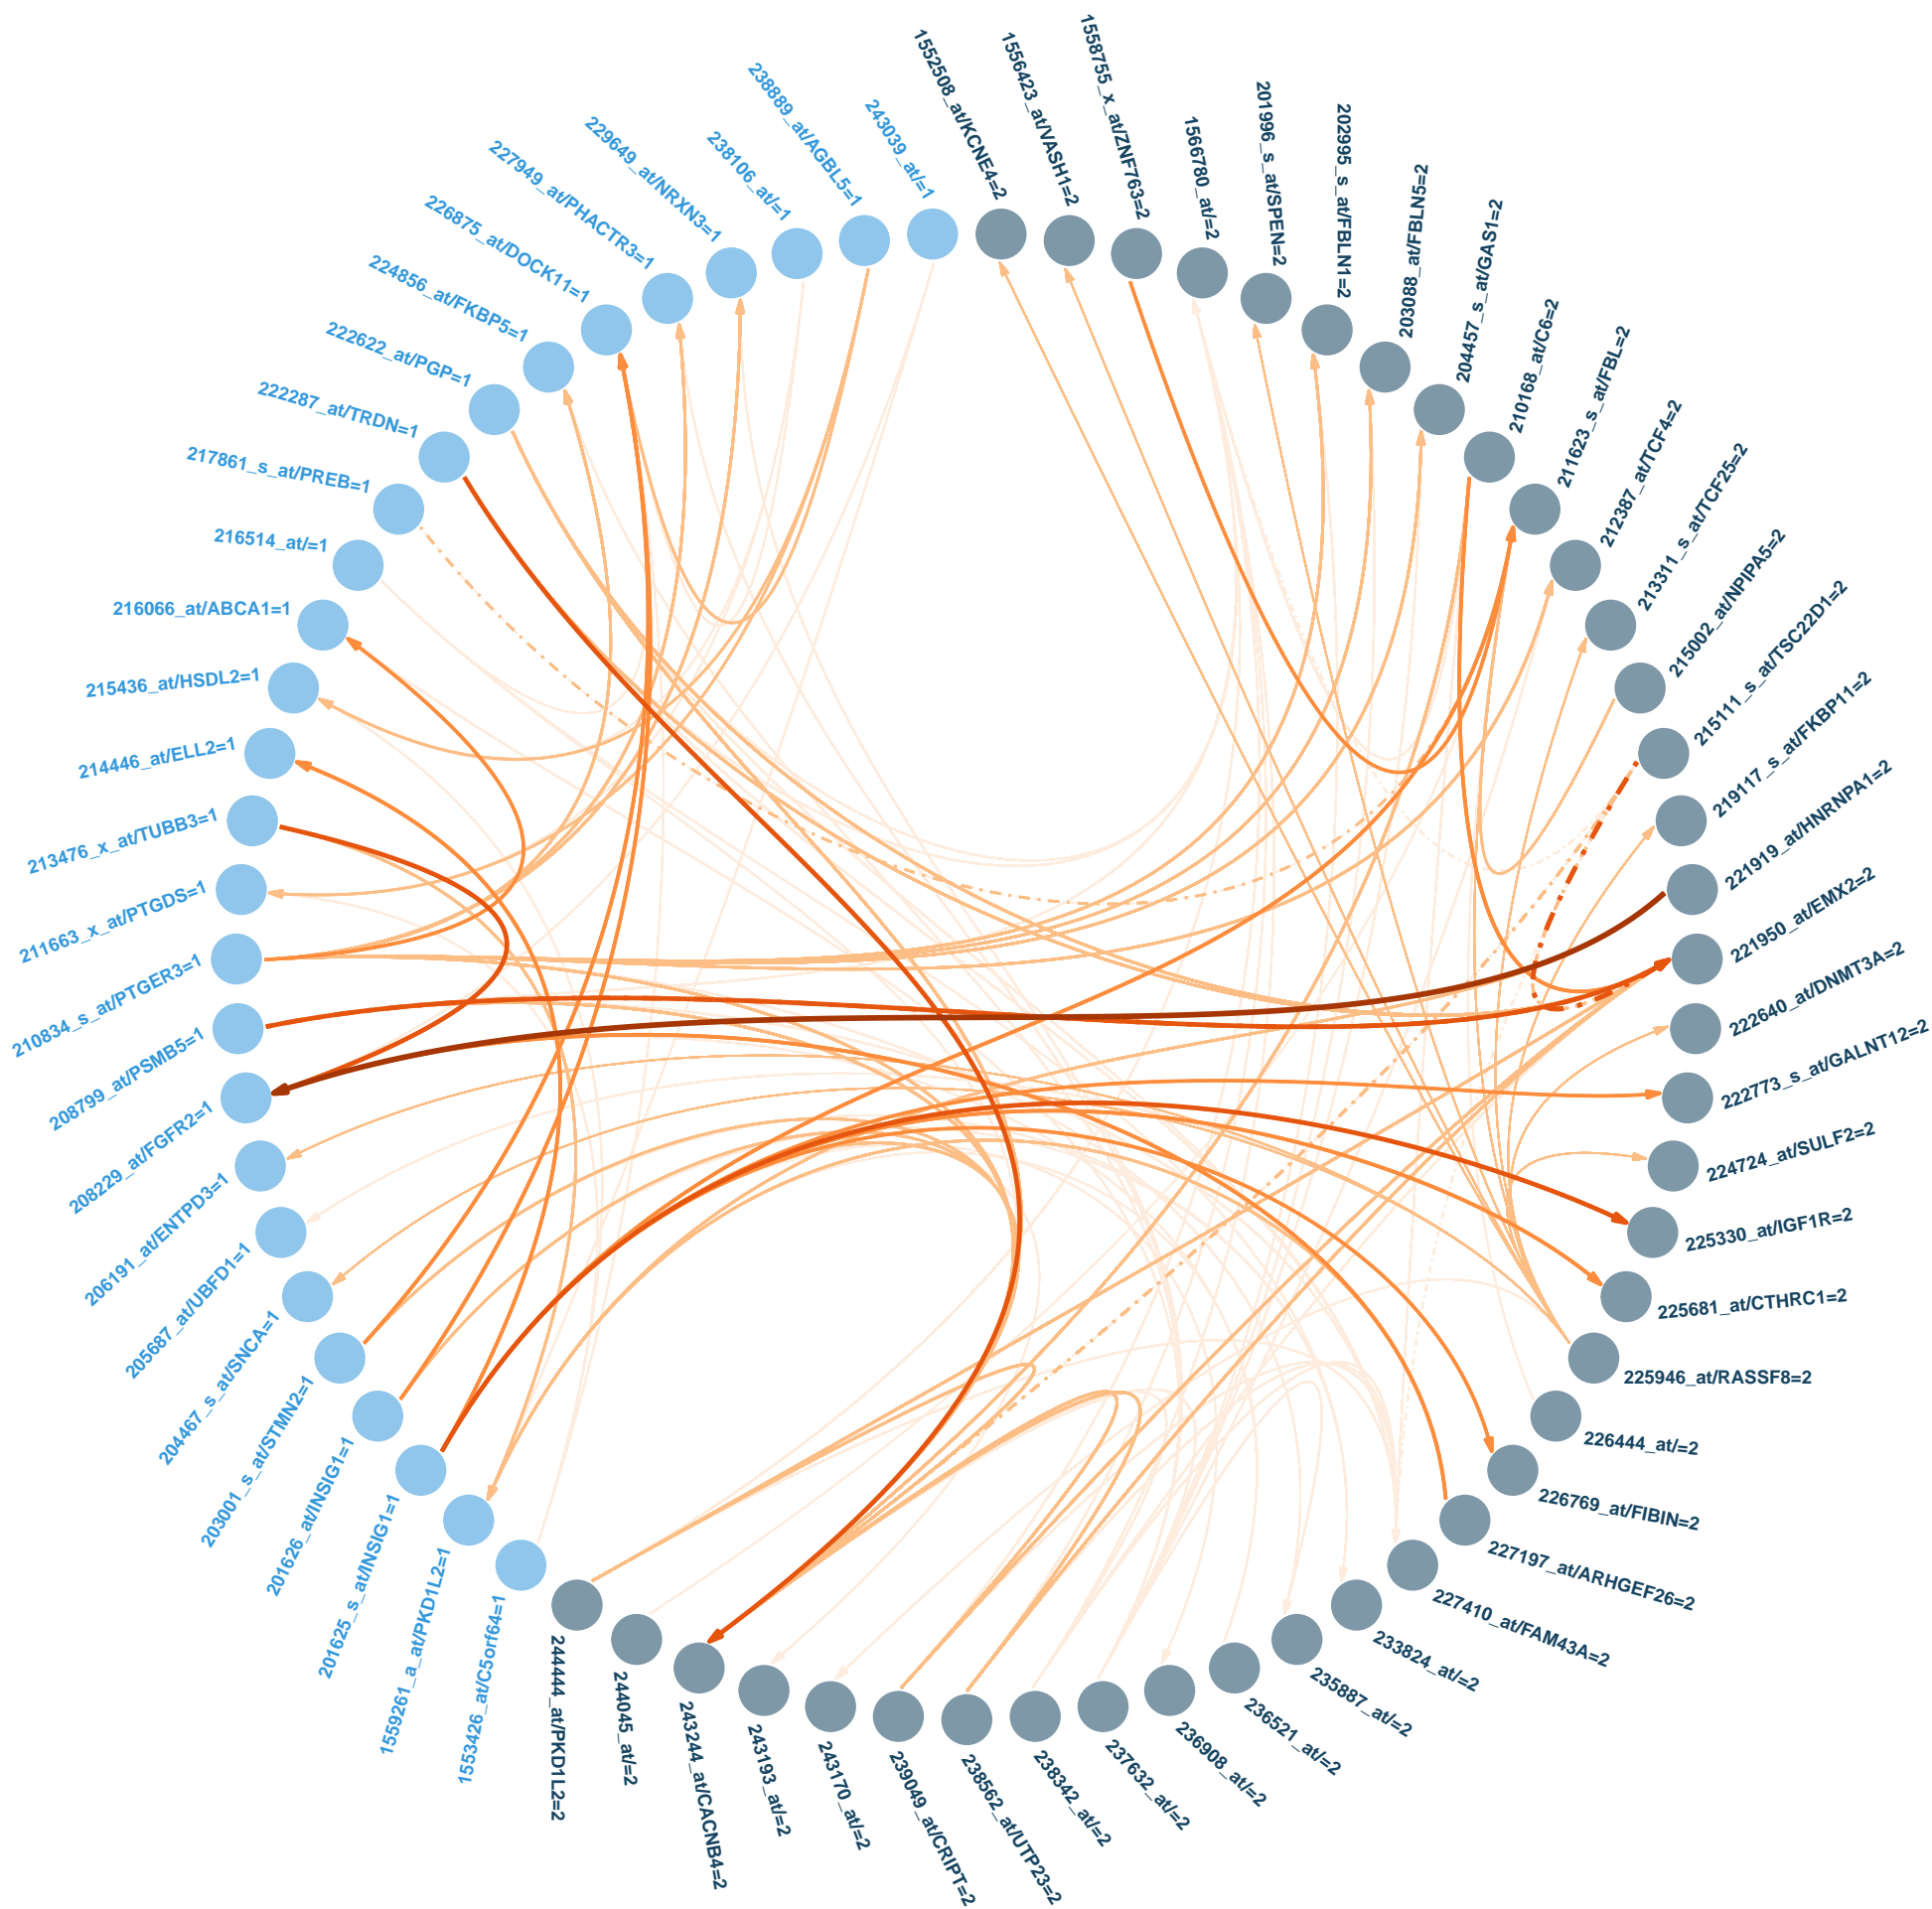 1552508_at/KCNE4=2
1556423_at/VASH1=2
1558755_x_at/ZNF763=2
1566780_at/=2
201996_s_at/SPEN=2
202995_s_at/FBLN1=2
203088_at/FBLN5=2
204457_s_at/GAS1=2
210168_at/C6=2
211623_s_at/FBL=2
212387_at/TCF4=2
213311_s_at/TCF25=2
215002_at/NPIPA5=2
215111_s_at/TSC22D1=2
219117_s_at/FKBP11=2
221919_at/HNRNPA1=2
221950_at/EMX2=2
222640_at/DNMT3A=2
222773_s_at/GALNT12=2
224724_at/SULF2=2
225330_at/IGF1R=2
225681_at/CTHRC1=2
225946_at/RASSF8=2
226444_at/=2
226769_at/FIBIN=2
227197_at/ARHGEF26=2
227410_at/FAM43A=2
233824_at/=2
235887_at/=2
236521_at/=2
236908_at/=2
237632_at/=2
238342_at/=2
238562_at/UTP23=2
239049_at/CRIPT=2
243170_at/=2
243193_at/=2
243244_at/CACNB4=2
244045_at/=2
244444_at/PKD1L2=2
1553426_at/C5orf64=1
1559261_a_at/PKD1L2=1
201625_s_at/INSIG1=1
201626_at/INSIG1=1
203001_s_at/STMN2=1
204467_s_at/SNCA=1
205687_at/UBFD1=1
206191_at/ENTPD3=1
208229_at/FGFR2=1
208799_at/PSMB5=1
210834_s_at/PTGER3=1
211663_x_at/PTGDS=1
213476_x_at/TUBB3=1
214446_at/ELL2=1
215436_at/HSDL2=1
216066_at/ABCA1=1
216514_at/=1
217861_s_at/PREB=1
222287_at/TRDN=1
222622_at/PGP=1
224856_at/FKBP5=1
226875_at/DOCK11=1
227949_at/PHACTR3=1
229649_at/NRXN3=1
238106_at/=1
238889_at/AGBL5=1
243039_at/=1